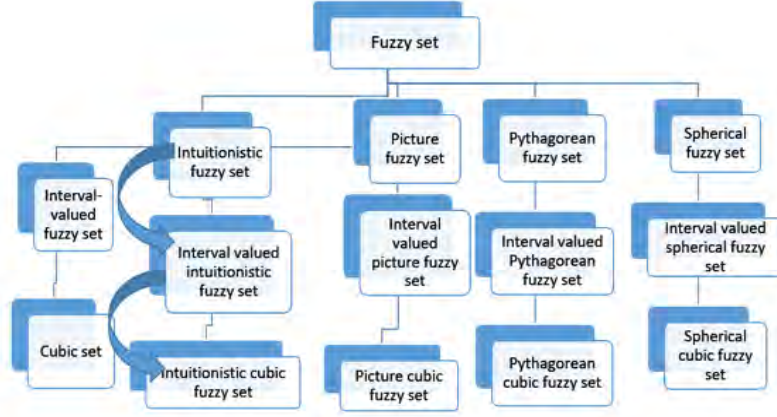 Fuzzy set
Intuitionistic
fuzzy set
Picture
fuzzy set
Pythagorean
fuzzy set
Spherical
fuzzy set
Interval-
valued
fuzzy set
Interval valued
intuitionistic
fuzzy set
Interval
valued
picture fuzzy
set
Interval valued
Pythagorean
fuzzy set
Interval valued
spherical fuzzy
set
Cubic set
Intuitionistic cubic
fuzzy set
Picture cubic
fuzzy set
Pythagorean
cubic fuzzy set
Spherical
cubic fuzzy
set